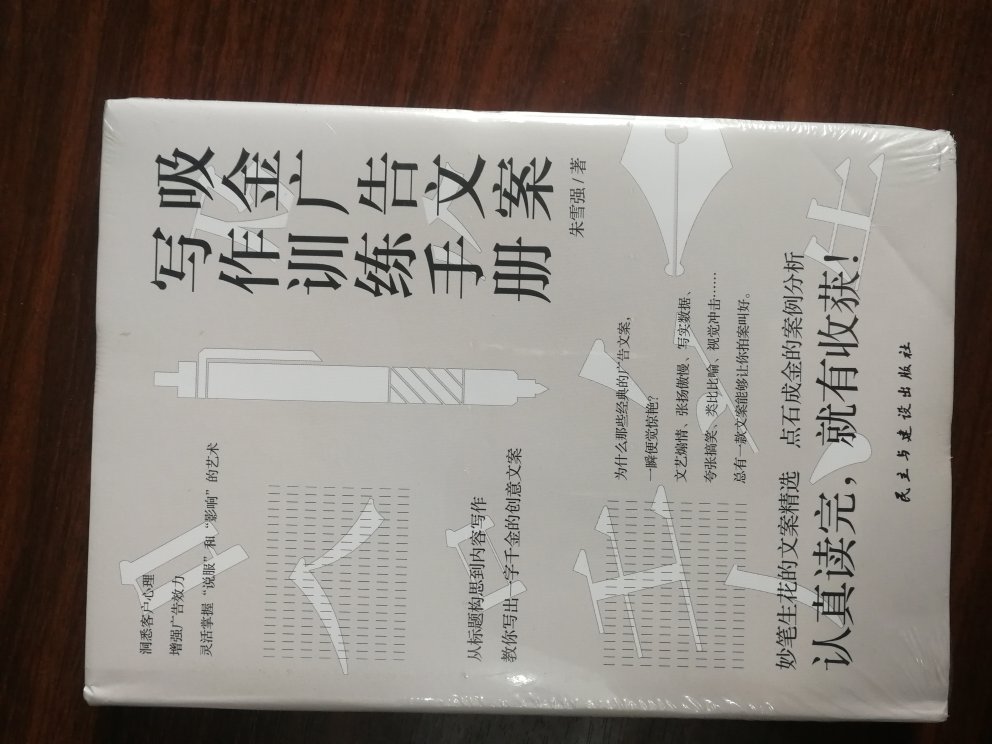 吸金广告文案
写作训练手册
朱雪强/著
洞悉客户心理
增强广告效力
灵活掌握“说服”和“影响”的艺术
从标题构思到内容写作
教你写出一字千金的创意文案
为什么那些经典的广告文案,
一瞬便觉惊艳?
文艺煽情、张扬傲慢、写实数据、
夸张搞笑、类比比喻、视觉冲击……
总有一款文案能够让你拍案叫好。
妙笔生花的文案精选 点石成金的案例分析
认真读完,就有收获!
民主与建设出版社